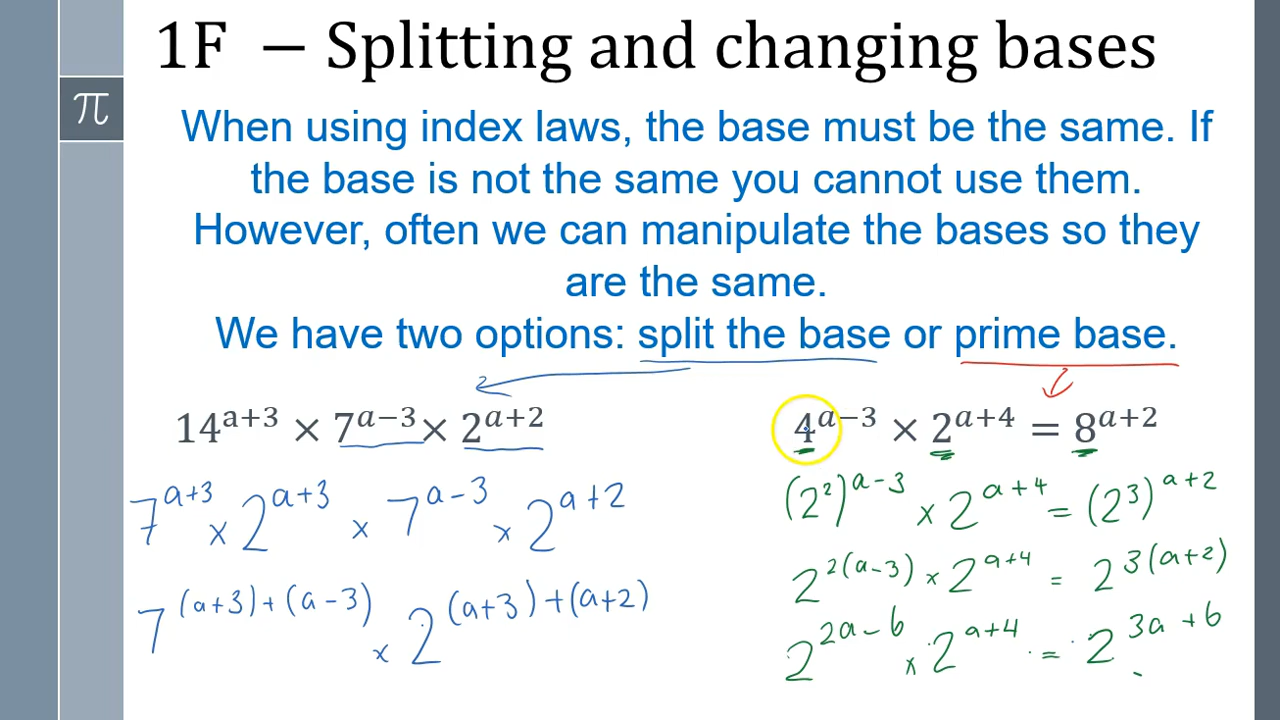 1F – Splitting and changing bases
π
When using index laws, the base must be the same. If
the base is not the same you cannot use them.
However, often we can manipulate the bases so they
are the same.
We have two options: split the base or prime base.
14^{a+3} × 7^{a−3} × 2^{a+2}
7^{a+3} × 2^{a+3} × 7^{a−3} × 2^{a+2}
7^{(a+3)+(a−3)} × 2^{(a+3)+(a+2)}
4^{a−3} × 2^{a+4} = 8^{a+2}
(2^2)^{a−3} × 2^{a+4} = (2^3)^{a+2}
2^{2(a−3)} × 2^{a+4} = 2^{3(a+2)}
2^{2a−6} × 2^{a+4} = 2^{3a+6}